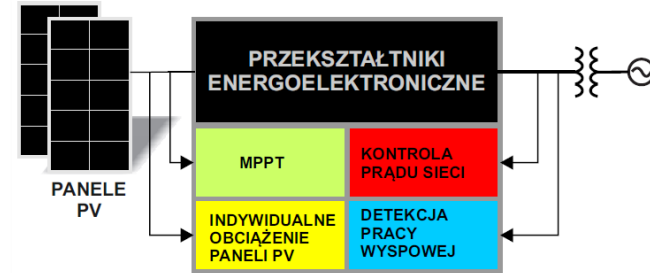 PRZEKSZTAŁTNIKI
ENERGOELEKTRONICZNE
PANELE
PV
MPPT
KONTROLA
PRĄDU SIECI
INDYWIDUALNE
OBCIĄŻENIE
PANELI PV
DETEKCJA
PRACY
WYSPOWEJ